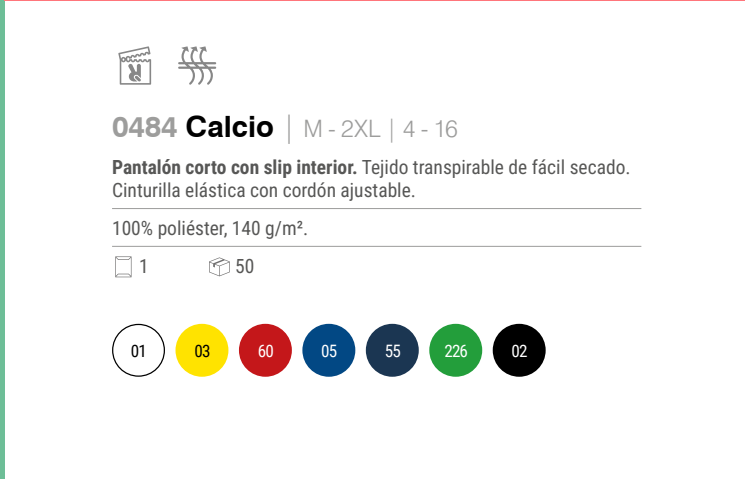 0484 Calcio | M - 2XL | 4 - 16
Pantalón corto con slip interior. Tejido transpirable de fácil secado.
Cinturilla elástica con cordón ajustable.
100% poliéster, 140 g/m².
1 50
01 03 60 05 55 226 02